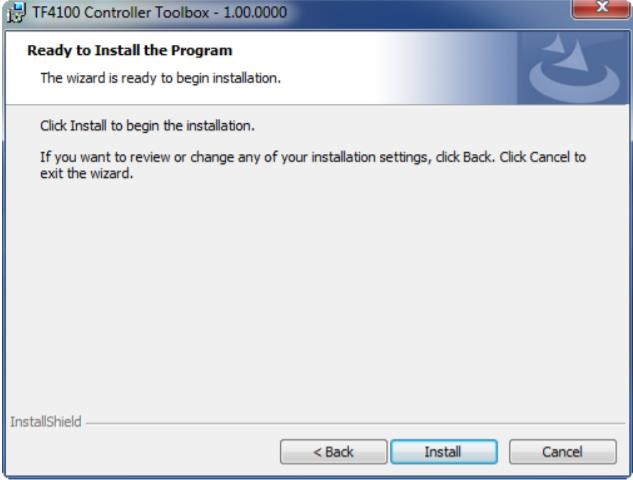 TF4100 Controller Toolbox - 1.00.0000
Ready to Install the Program
The wizard is ready to begin installation.
Click Install to begin the installation.
If you want to review or change any of your installation settings, click Back. Click Cancel to
exit the wizard.
InstallShield
< Back Install Cancel